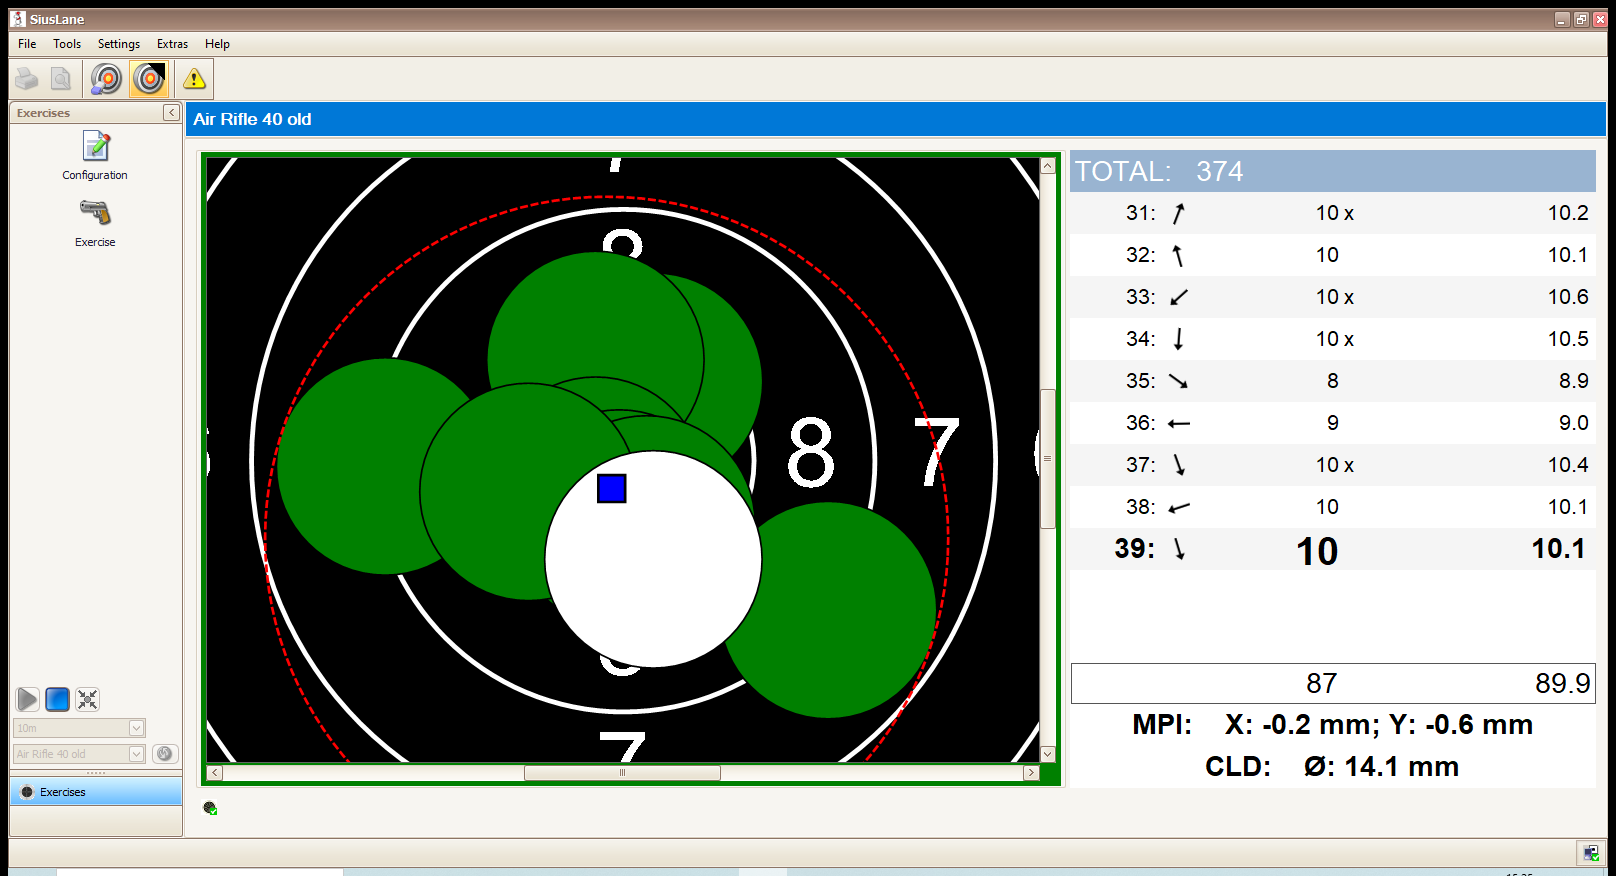 SiusLane
File Tools Settings Extras Help
Exercises
Configuration
Exercise
10m
Air Rifle 40 old
Exercises
Air Rifle 40 old
8
8 7
7
TOTAL: 374
31: 10 x 10.2
32: 10 10.1
33: 10 x 10.6
34: 10 x 10.5
35: 8 8.9
36: 9 9.0
37: 10 x 10.4
38: 10 10.1
39: 10 10.1
87 89.9
MPI: X: -0.2 mm; Y: -0.6 mm
CLD: Ø: 14.1 mm